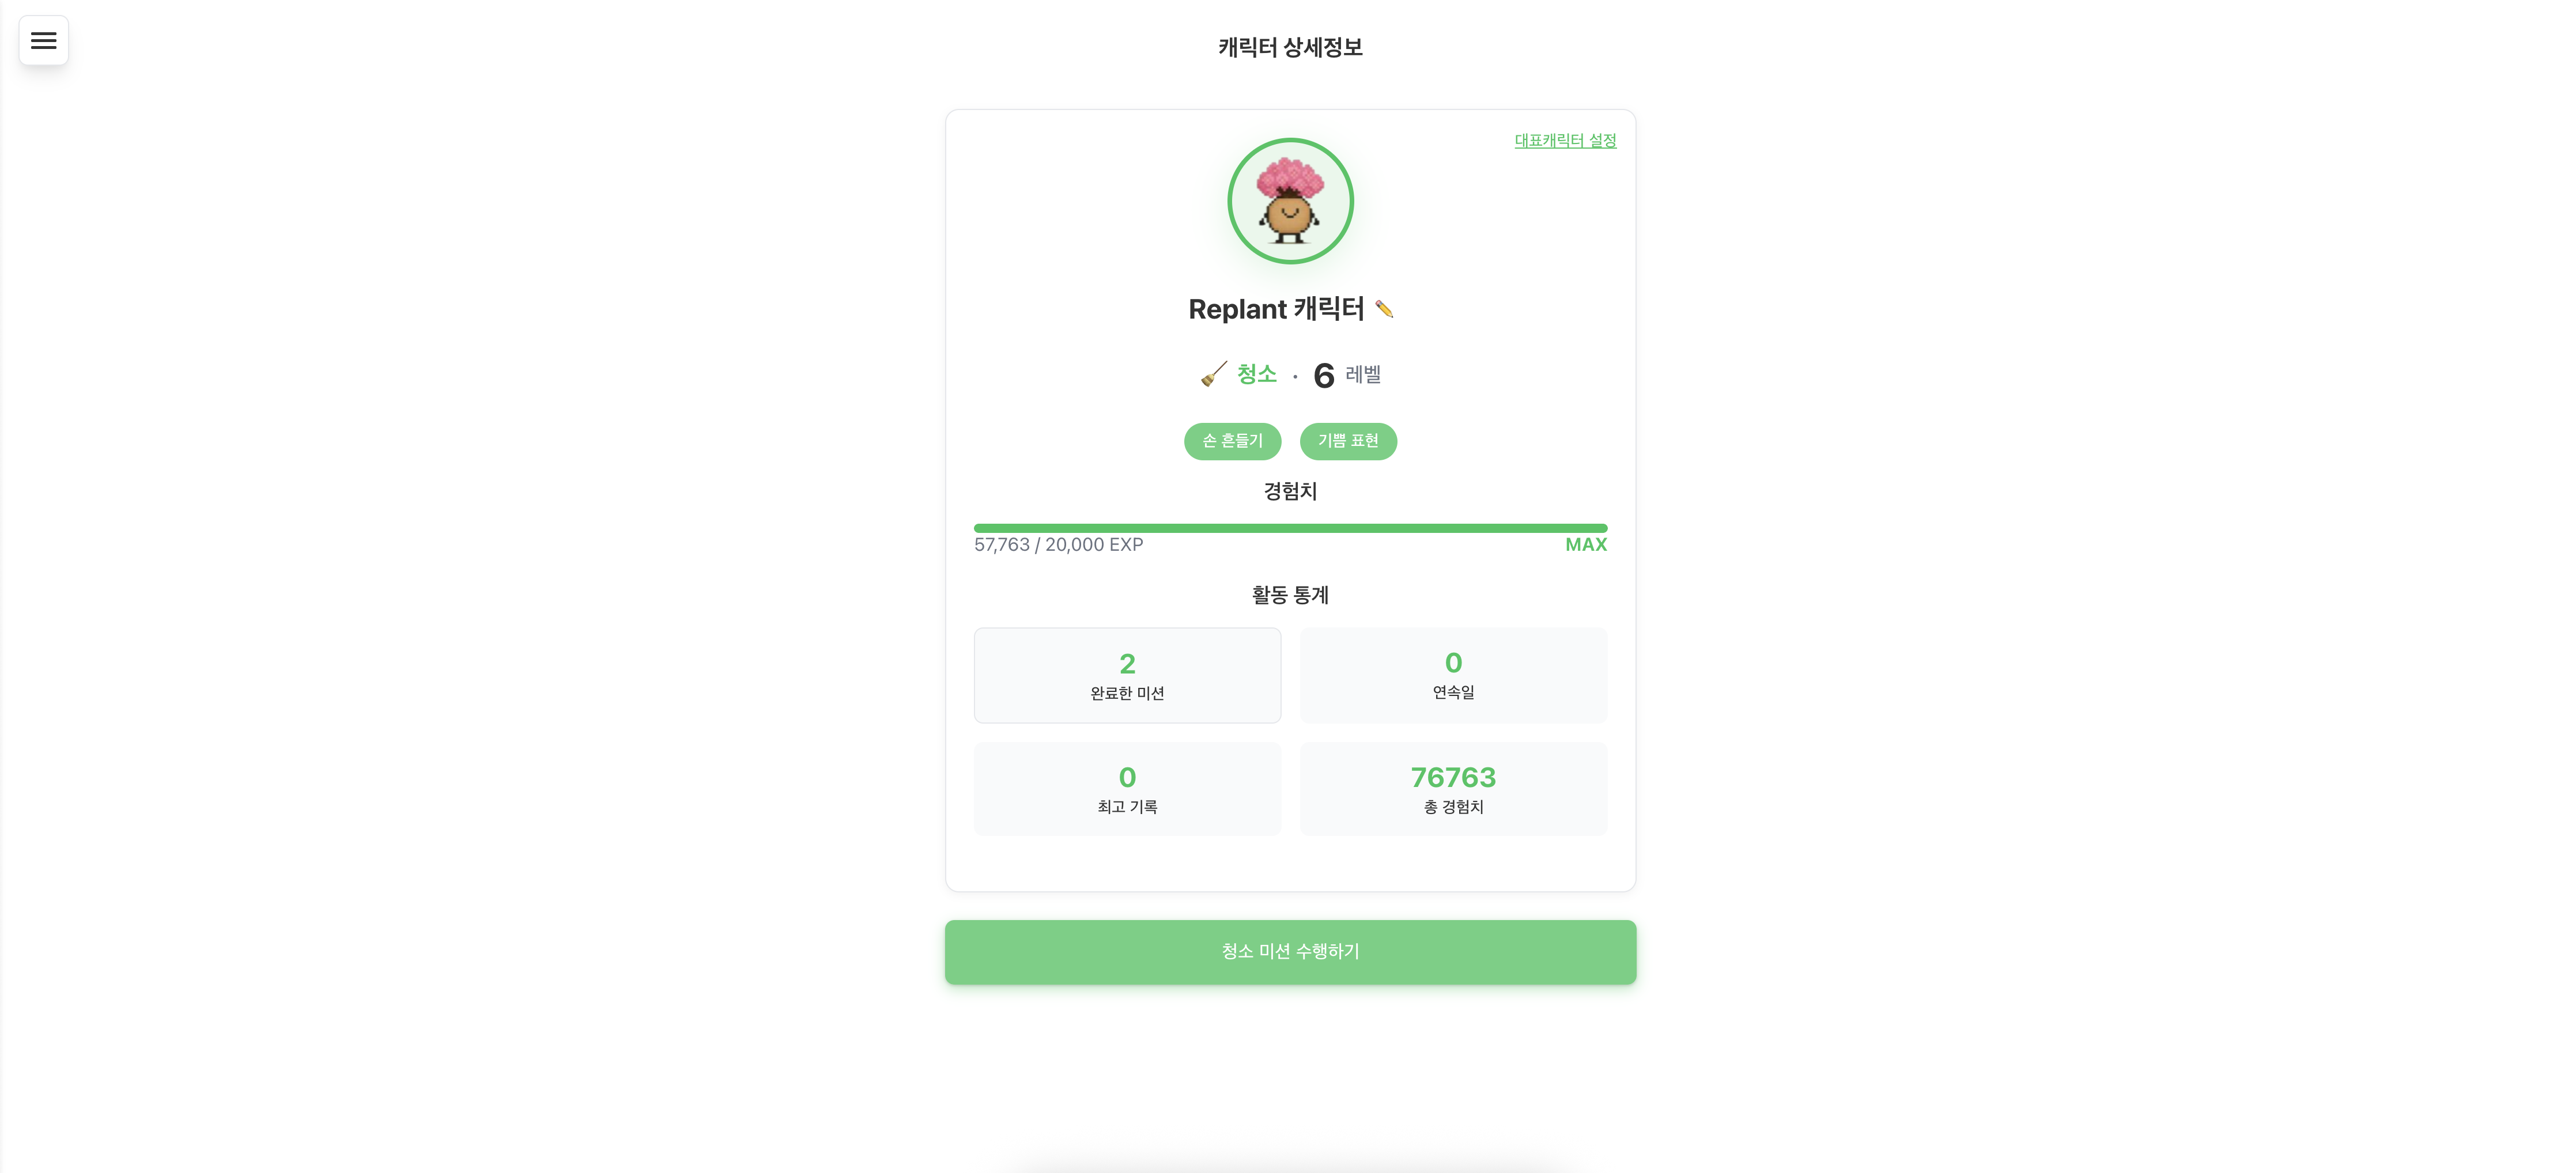 캐릭터 상세정보
대표캐릭터 설정
Replant 캐릭터 ✏️
🧹 청소 · 6 레벨
손 흔들기 기쁨 표현
경험치
57,763 / 20,000 EXP MAX
활동 통계
2 0
완료한 미션 연속일
0 76763
최고 기록 총 경험치
청소 미션 수행하기